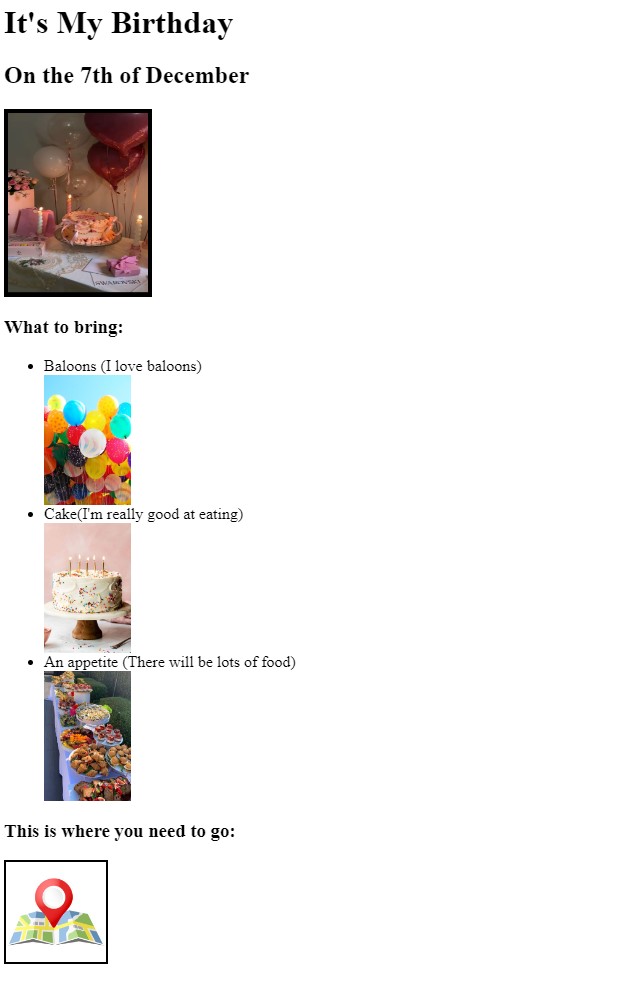 It's My Birthday
On the 7th of December
What to bring:
Baloons (I love baloons)
Cake(I'm really good at eating)
An appetite (There will be lots of food)
This is where you need to go: